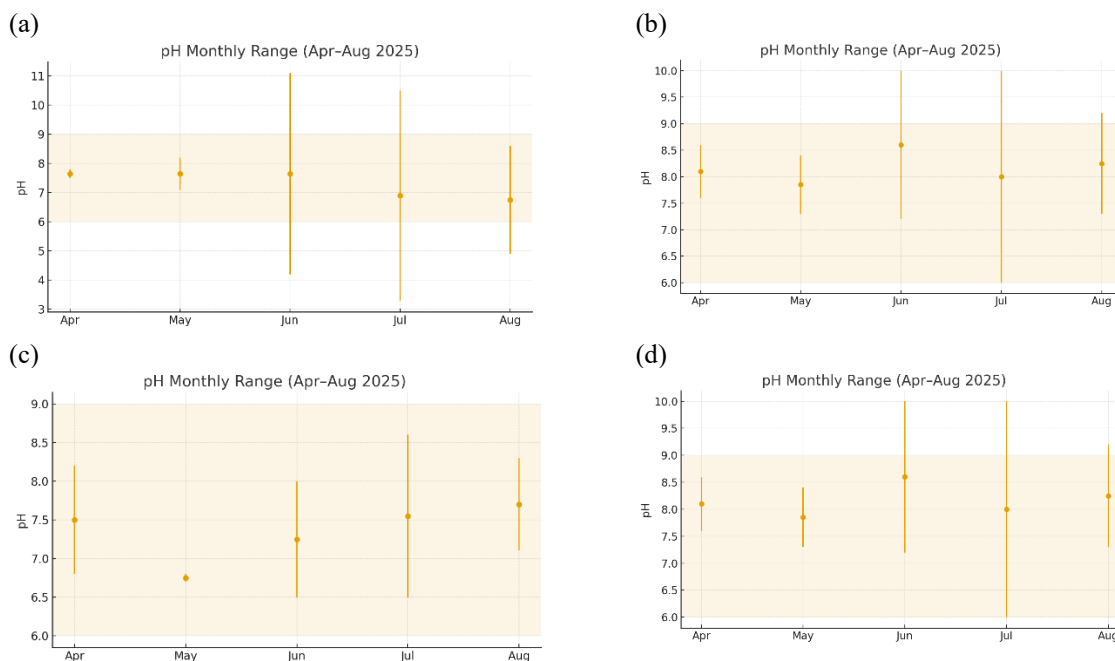 (a)
pH Monthly Range (Apr–Aug 2025)
11
10
9
8
7
6
5
4
3
pH
Apr May Jun Jul Aug
(b)
pH Monthly Range (Apr–Aug 2025)
10.0
9.5
9.0
8.5
8.0
7.5
7.0
6.5
6.0
pH
Apr May Jun Jul Aug
(c)
pH Monthly Range (Apr–Aug 2025)
9.0
8.5
8.0
7.5
7.0
6.5
6.0
pH
Apr May Jun Jul Aug
(d)
pH Monthly Range (Apr–Aug 2025)
10.0
9.5
9.0
8.5
8.0
7.5
7.0
6.5
6.0
pH
Apr May Jun Jul Aug